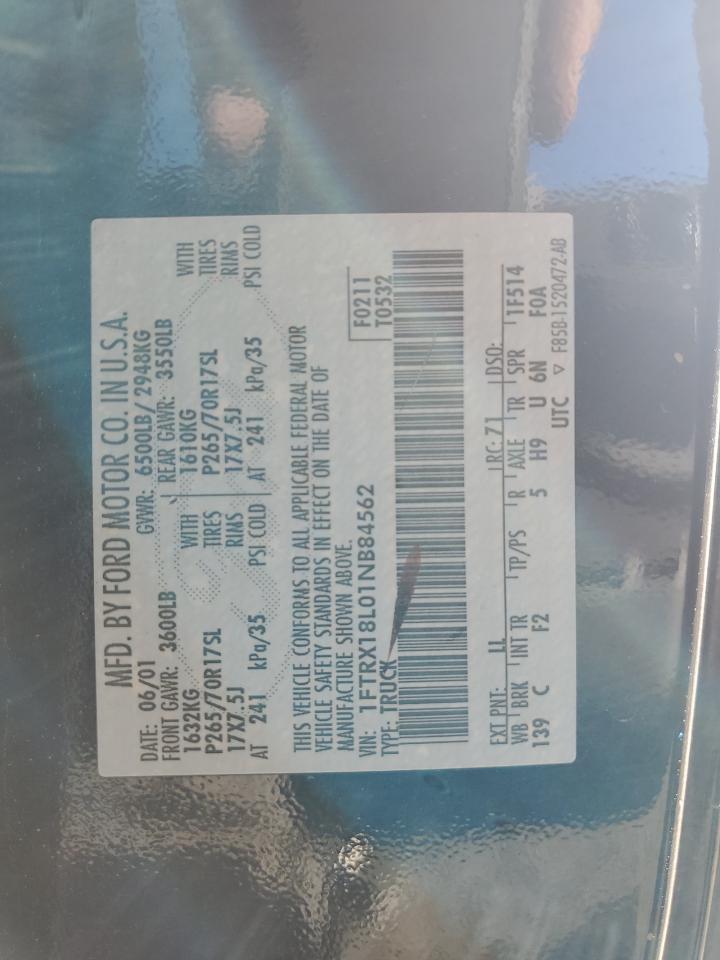 MFD. BY FORD MOTOR CO. IN U.S.A.
DATE: 06/01 GVWR: 6500LB/ 2948KG
FRONT GAWR: 3600LB REAR GAWR: 3550LB
1632KG WITH 1610KG WITH
P265/70R17SL TIRES P265/70R17SL TIRES
17X7.5J RIMS 17X7.5J RIMS
AT 241 kPa/35 PSI COLD AT 241 kPa/35 PSI COLD
THIS VEHICLE CONFORMS TO ALL APPLICABLE FEDERAL MOTOR
VEHICLE SAFETY STANDARDS IN EFFECT ON THE DATE OF
MANUFACTURE SHOWN ABOVE.
VIN: 1FTRX18L01NB84562 F0211
TYPE: TRUCK T0532
EXT PNT: LL RC: 71 DSO:
WB BRK INT TR TP/PS R AXLE TR SPR 1F514
139 C F2 5 H9 U 6N F0A
UTC ▽ F85B-1520472-AB